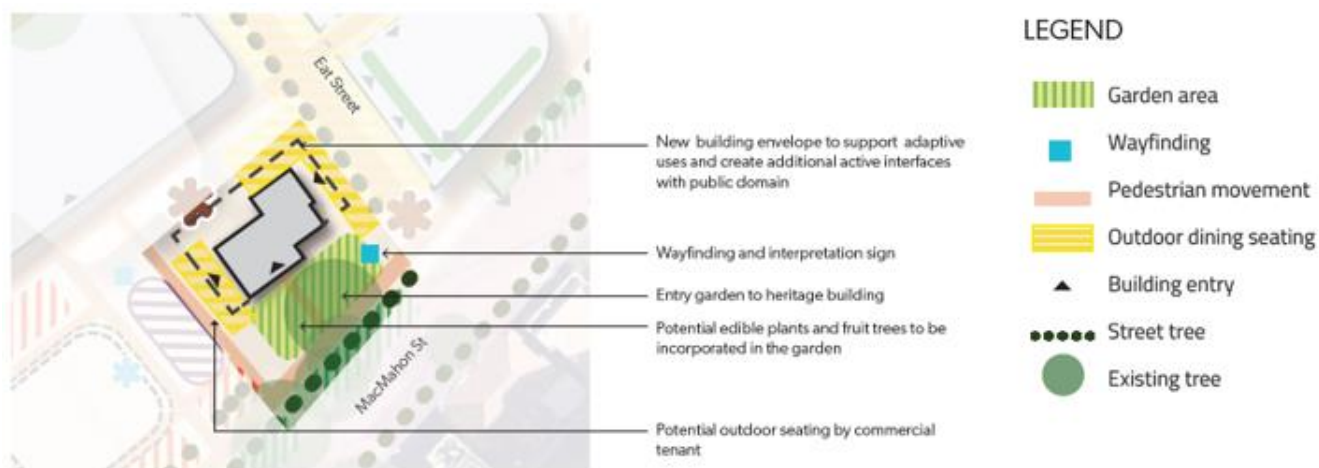 LEGEND
Eat Street
MacMahon St
New building envelope to support adaptive
uses and create additional active interfaces
with public domain
Wayfinding and interpretation sign
Entry garden to heritage building
Potential edible plants and fruit trees to be
incorporated in the garden
Potential outdoor seating by commercial
tenant
Garden area
Wayfinding
Pedestrian movement
Outdoor dining seating
Building entry
Street tree
Existing tree